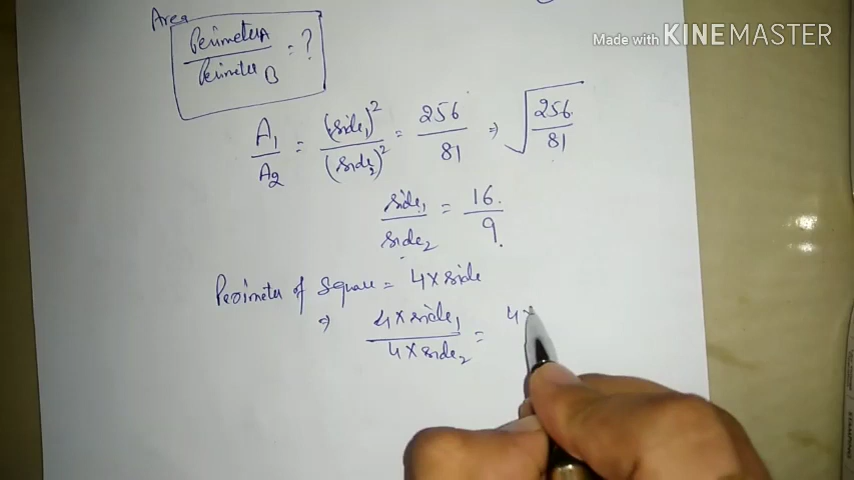 Made with KINEMASTER
Area
PerimeterA
Perimeter B
= ?
A1/A2 = (side1)²/(side2)² = 256/81 ⇒ √256/81
side1/side2 = 16/9
Perimeter of Square = 4×side
⇒ 4×side1/4×side2 = 4×